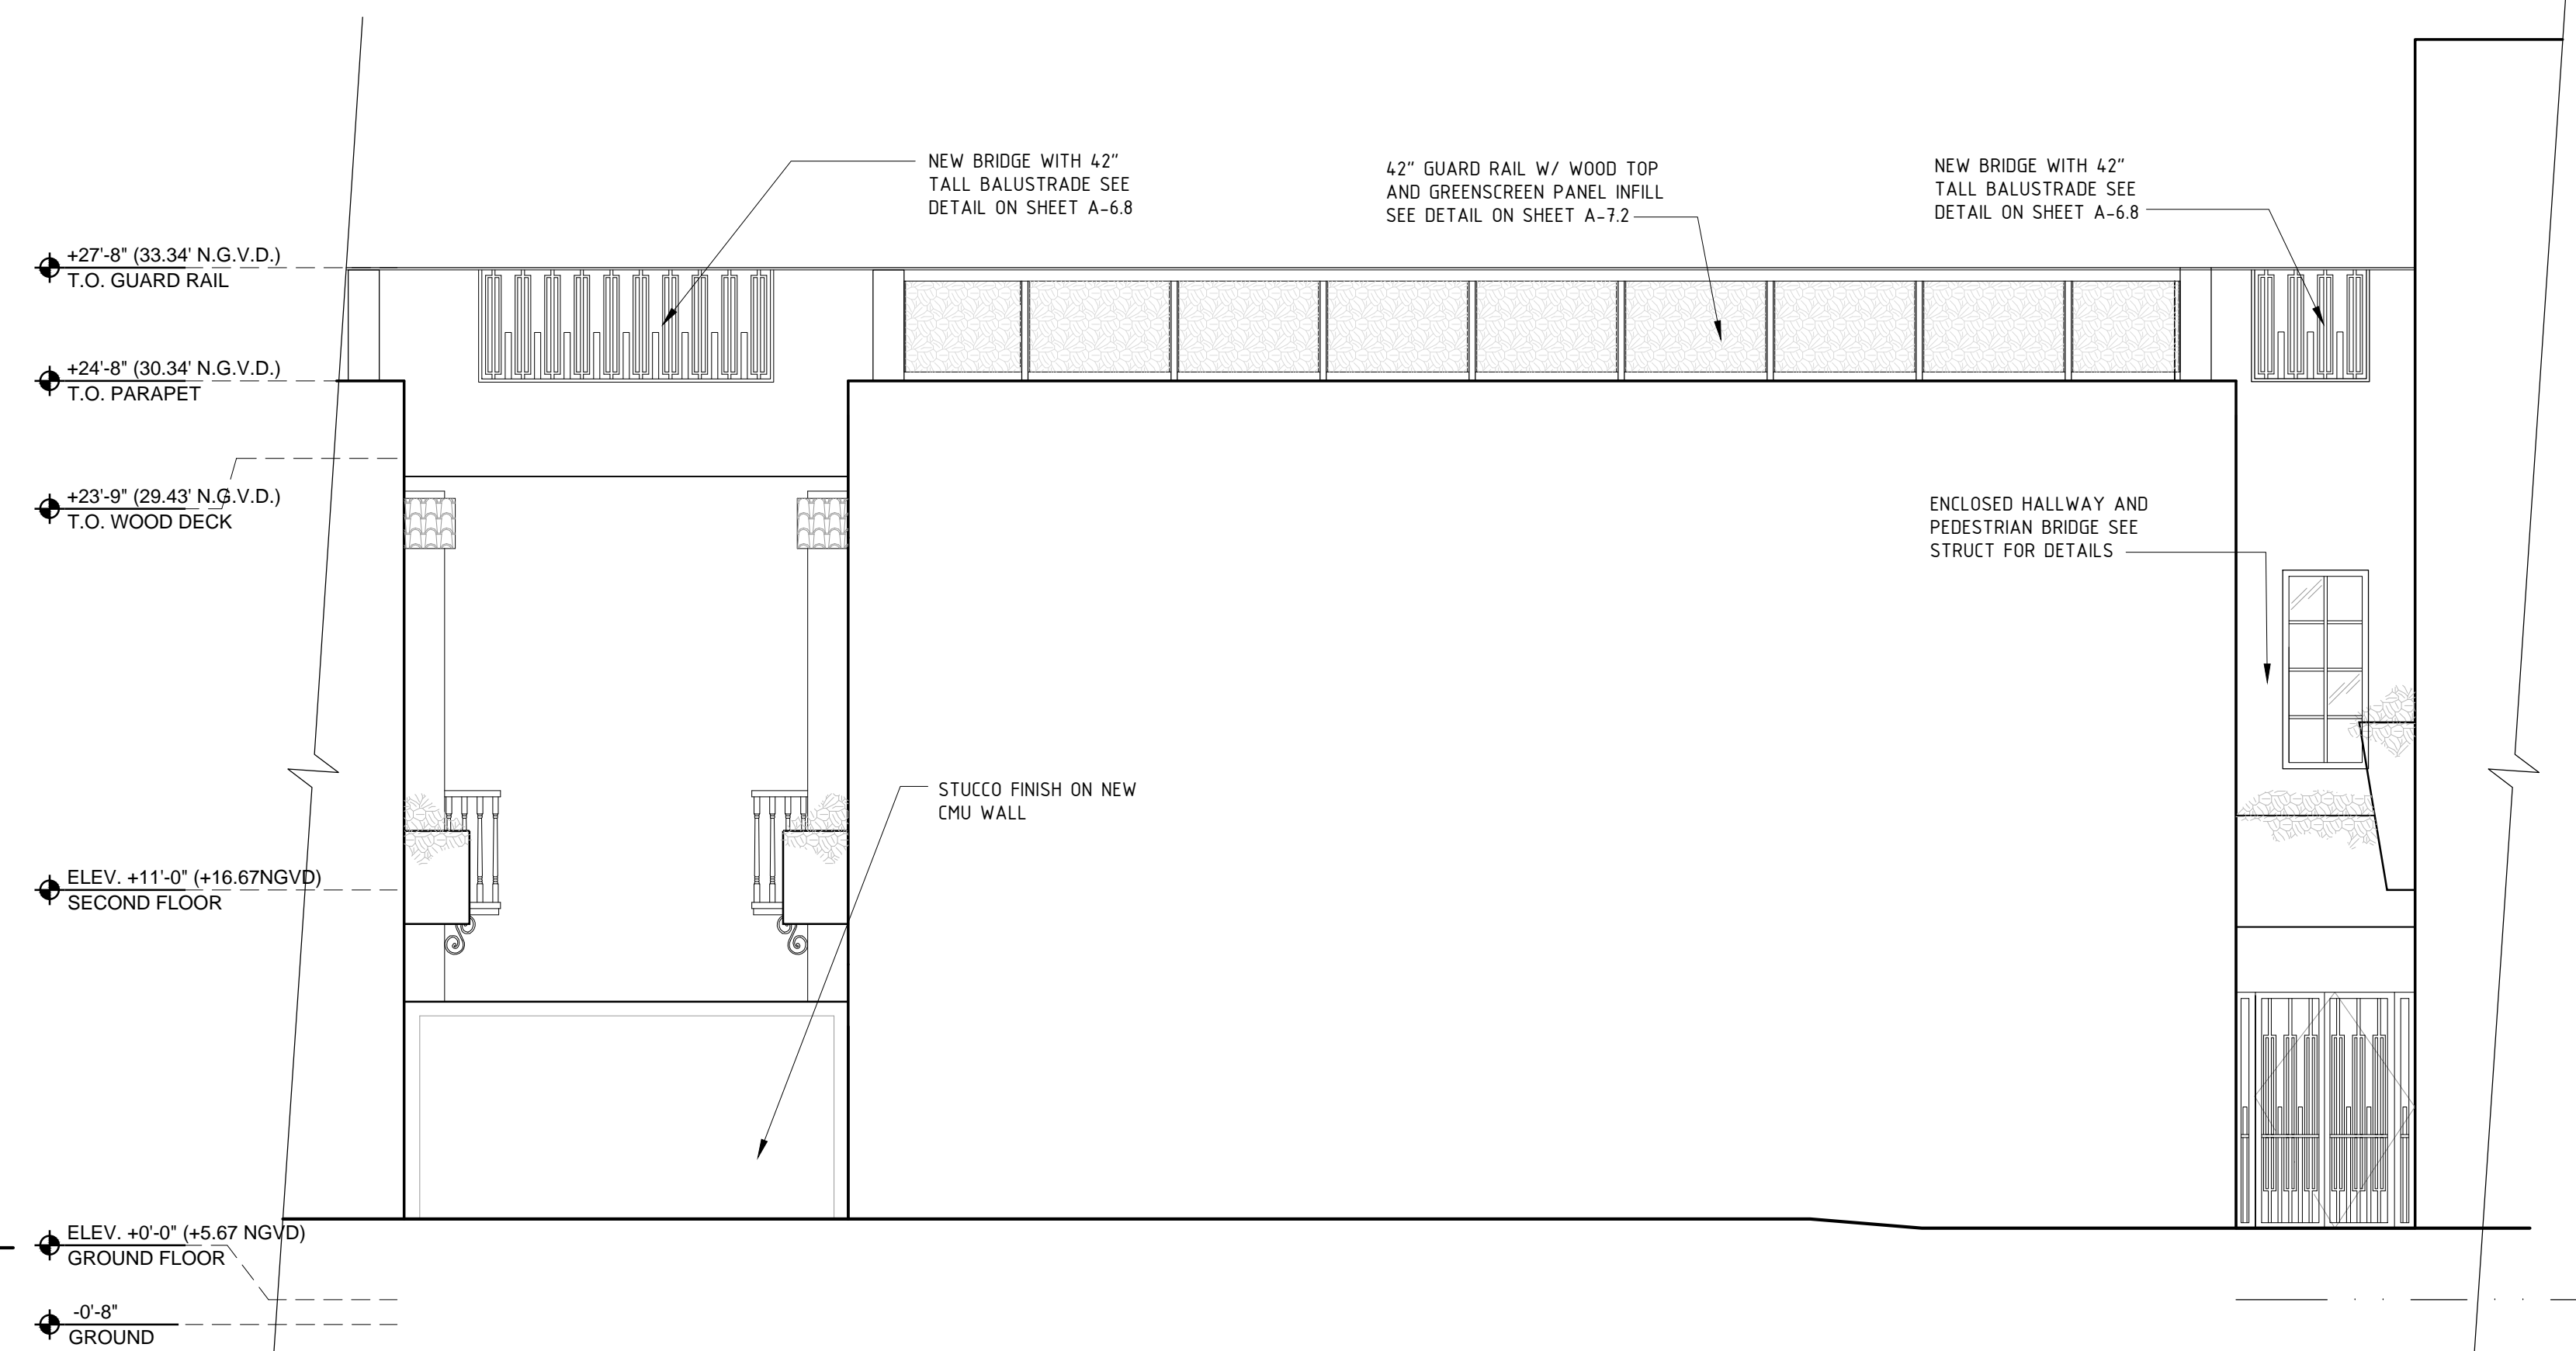 NEW BRIDGE WITH 42"
TALL BALUSTRADE SEE
DETAIL ON SHEET A-6.8
42" GUARD RAIL W/ WOOD TOP
AND GREENSCREEN PANEL INFILL
SEE DETAIL ON SHEET A-7.2
NEW BRIDGE WITH 42"
TALL BALUSTRADE SEE
DETAIL ON SHEET A-6.8
+27'-8" (33.34' N.G.V.D.)
T.O. GUARD RAIL
+24'-8" (30.34' N.G.V.D.)
T.O. PARAPET
+23'-9" (29.43' N.G.V.D.)
T.O. WOOD DECK
ENCLOSED HALLWAY AND
PEDESTRIAN BRIDGE SEE
STRUCT FOR DETAILS
STUCCO FINISH ON NEW
CMU WALL
ELEV. +11'-0" (+16.67NGVD)
SECOND FLOOR
ELEV. +0'-0" (+5.67 NGVD)
GROUND FLOOR
-0'-8"
GROUND